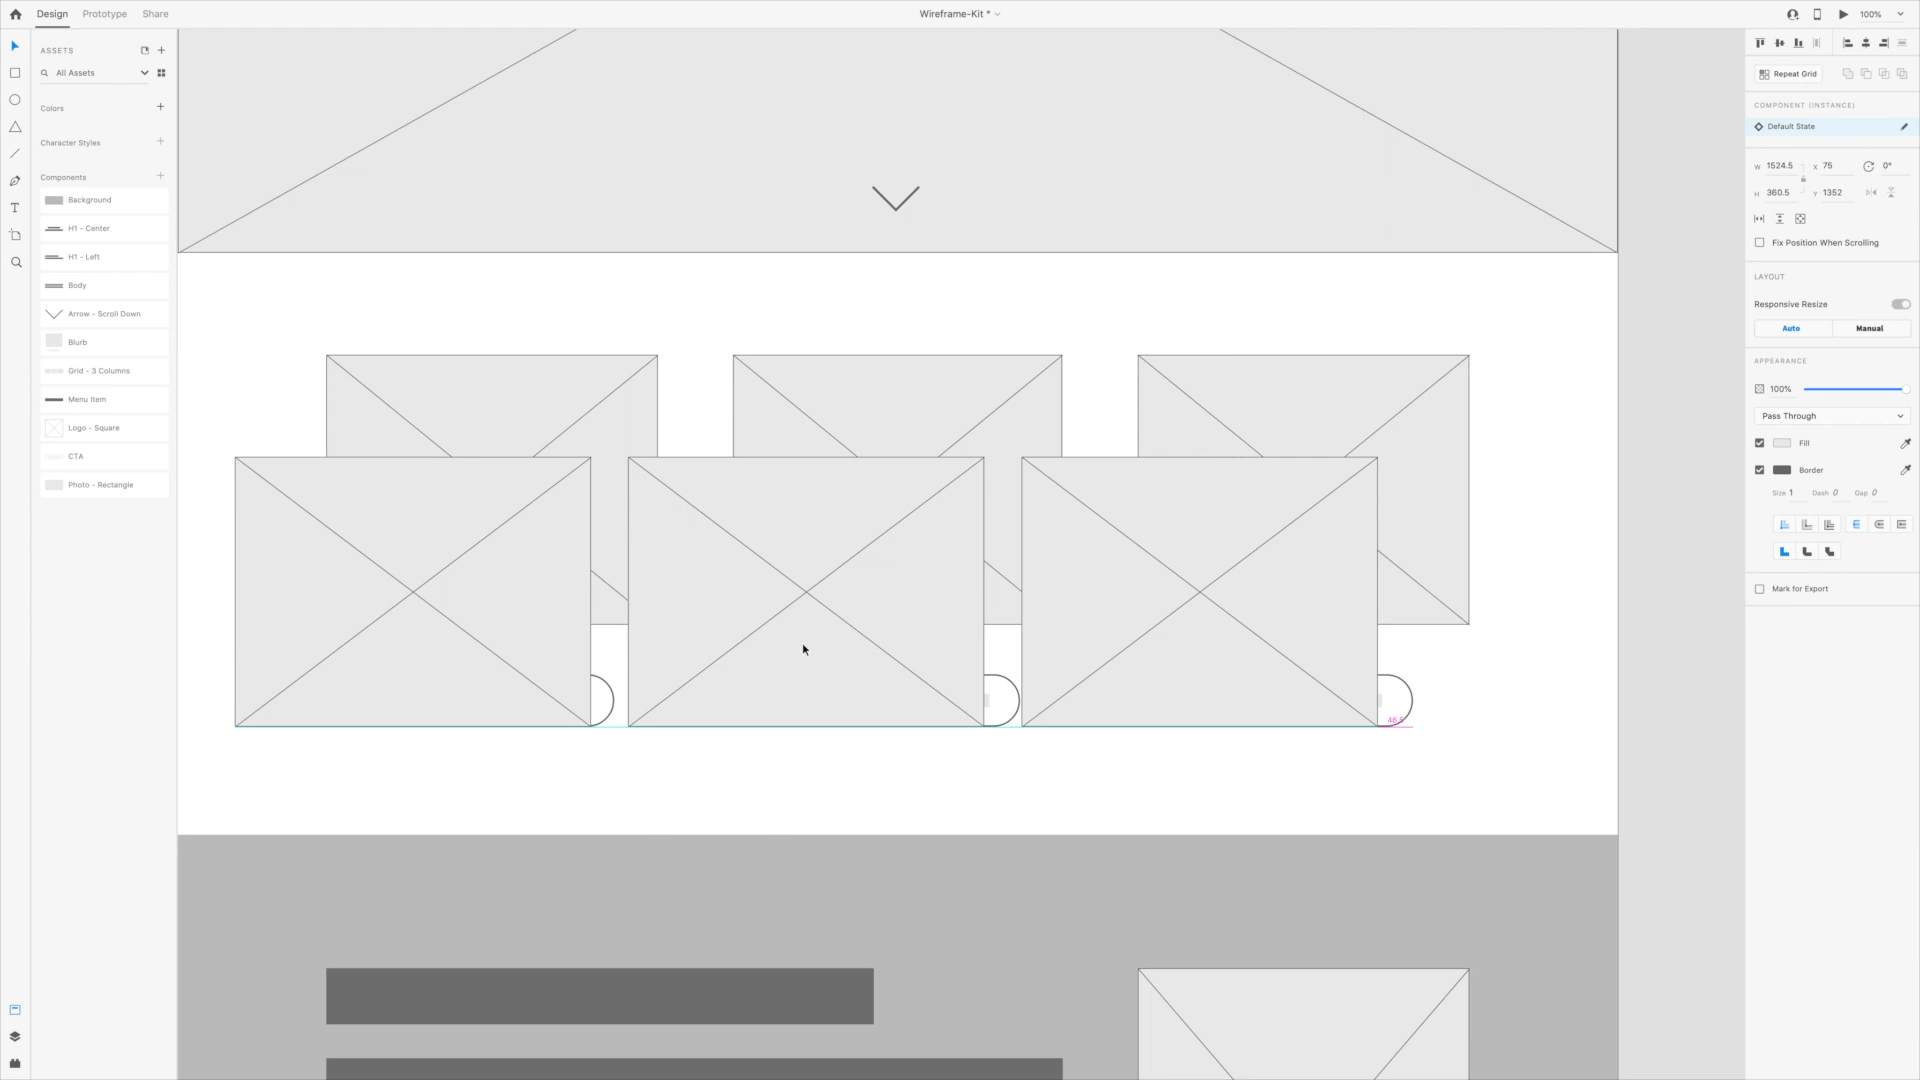 Design Prototype Share Wireframe-Kit * 100%
ASSETS
All Assets
Colors
Character Styles
Components
Background
H1 - Center
H1 - Left
Body
Arrow - Scroll Down
Blurb
Grid - 3 Columns
Menu Item
Logo - Square
CTA
Photo - Rectangle
46.5
Repeat Grid
COMPONENT (INSTANCE)
Default State
W 1524.5 X 75 0°
H 360.5 Y 1352
Fix Position When Scrolling
LAYOUT
Responsive Resize
Auto Manual
APPEARANCE
100%
Pass Through
Fill
Border
Size 1 Dash 0 Gap 0
Mark for Export